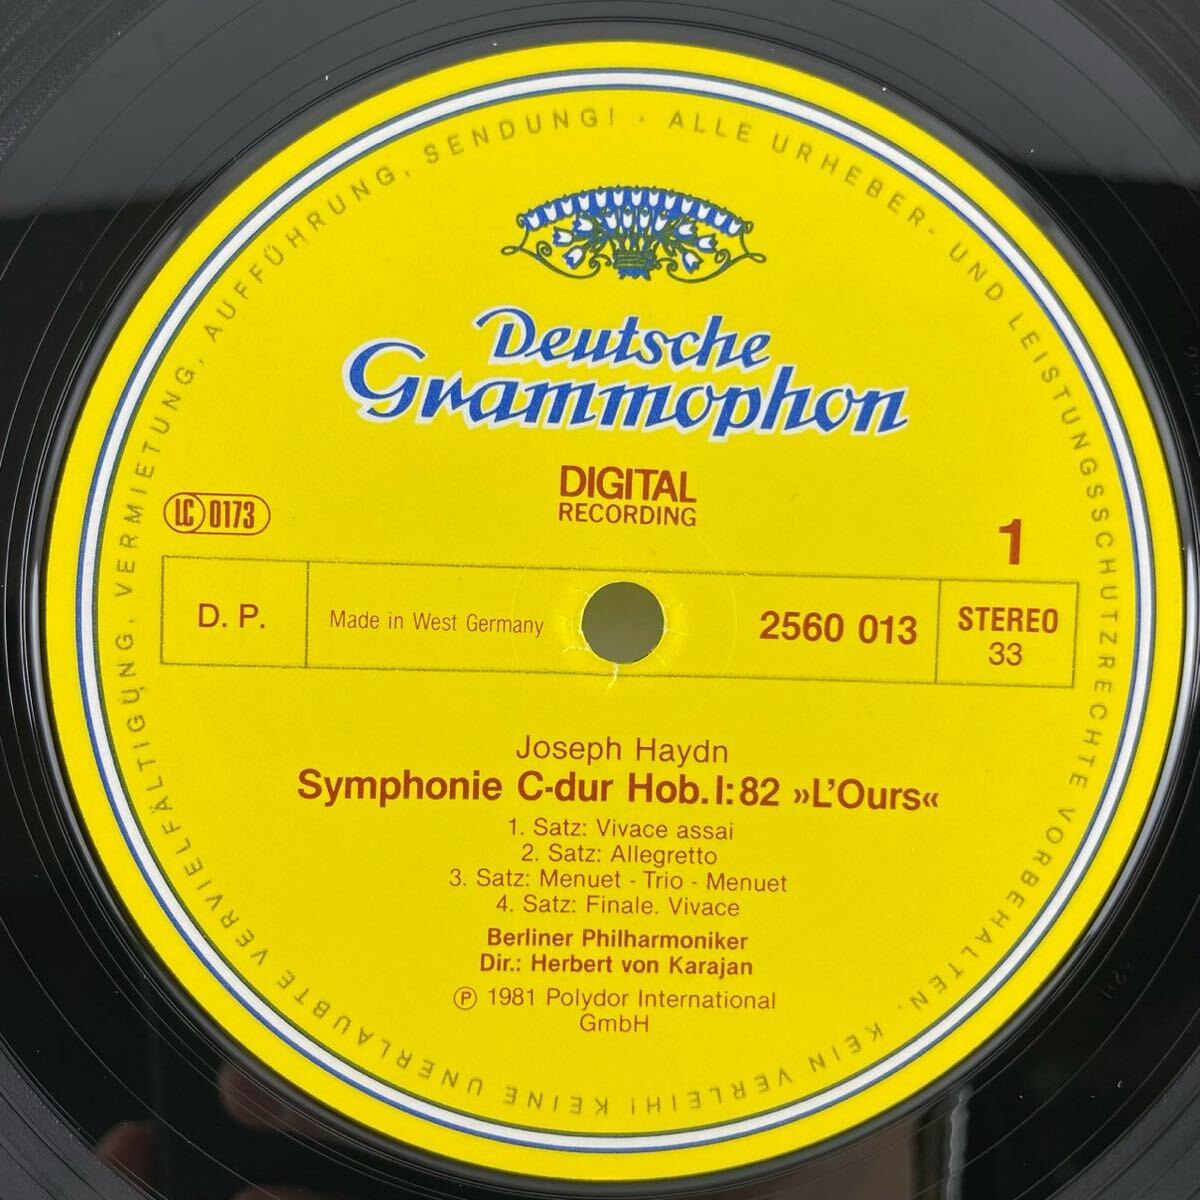 ALLE URHEBER- UND LEISTUNGSSCHUTZRECHTE VORBEHALTEN. KEIN VERLEIH! KEINE UNERLAUBTE VERVIELFÄLTIGUNG, VERMIETUNG, AUFFÜHRUNG, SENDUNG! ·
Deutsche
Grammophon
DIGITAL
RECORDING
LC 0173
1
D. P.
Made in West Germany
2560 013
STEREO
33
Joseph Haydn
Symphonie C-dur Hob. I: 82 »L'Ours«
1. Satz: Vivace assai
2. Satz: Allegretto
3. Satz: Menuet - Trio - Menuet
4. Satz: Finale. Vivace
Berliner Philharmoniker
Dir.: Herbert von Karajan
℗ 1981 Polydor International
GmbH